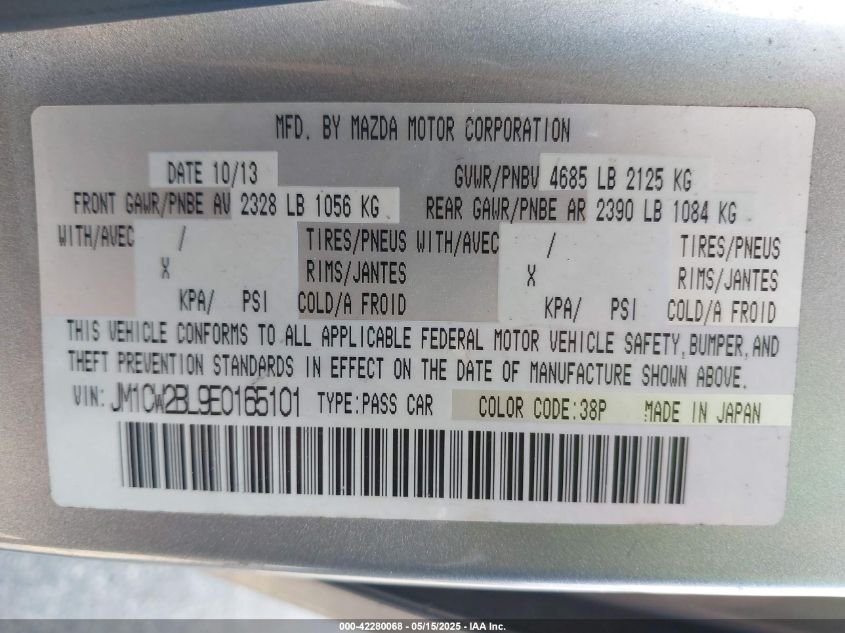 MFD. BY MAZDA MOTOR CORPORATION
DATE 10/13 GVWR/PNBV 4685 LB 2125 KG
FRONT GAWR/PNBE AV 2328 LB 1056 KG REAR GAWR/PNBE AR 2390 LB 1084 KG
WITH/AVEC / TIRES/PNEUS WITH/AVEC / TIRES/PNEUS
X RIMS/JANTES X RIMS/JANTES
KPA/ PSI COLD/A FROID KPA/ PSI COLD/A FROID
THIS VEHICLE CONFORMS TO ALL APPLICABLE FEDERAL MOTOR VEHICLE SAFETY, BUMPER, AND
THEFT PREVENTION STANDARDS IN EFFECT ON THE DATE OF MANUFACTURE SHOWN ABOVE.
VIN: JM1CW2BL9E0165101 TYPE:PASS CAR COLOR CODE:38P MADE IN JAPAN
000-42280068 - 05/15/2025 - IAA Inc.